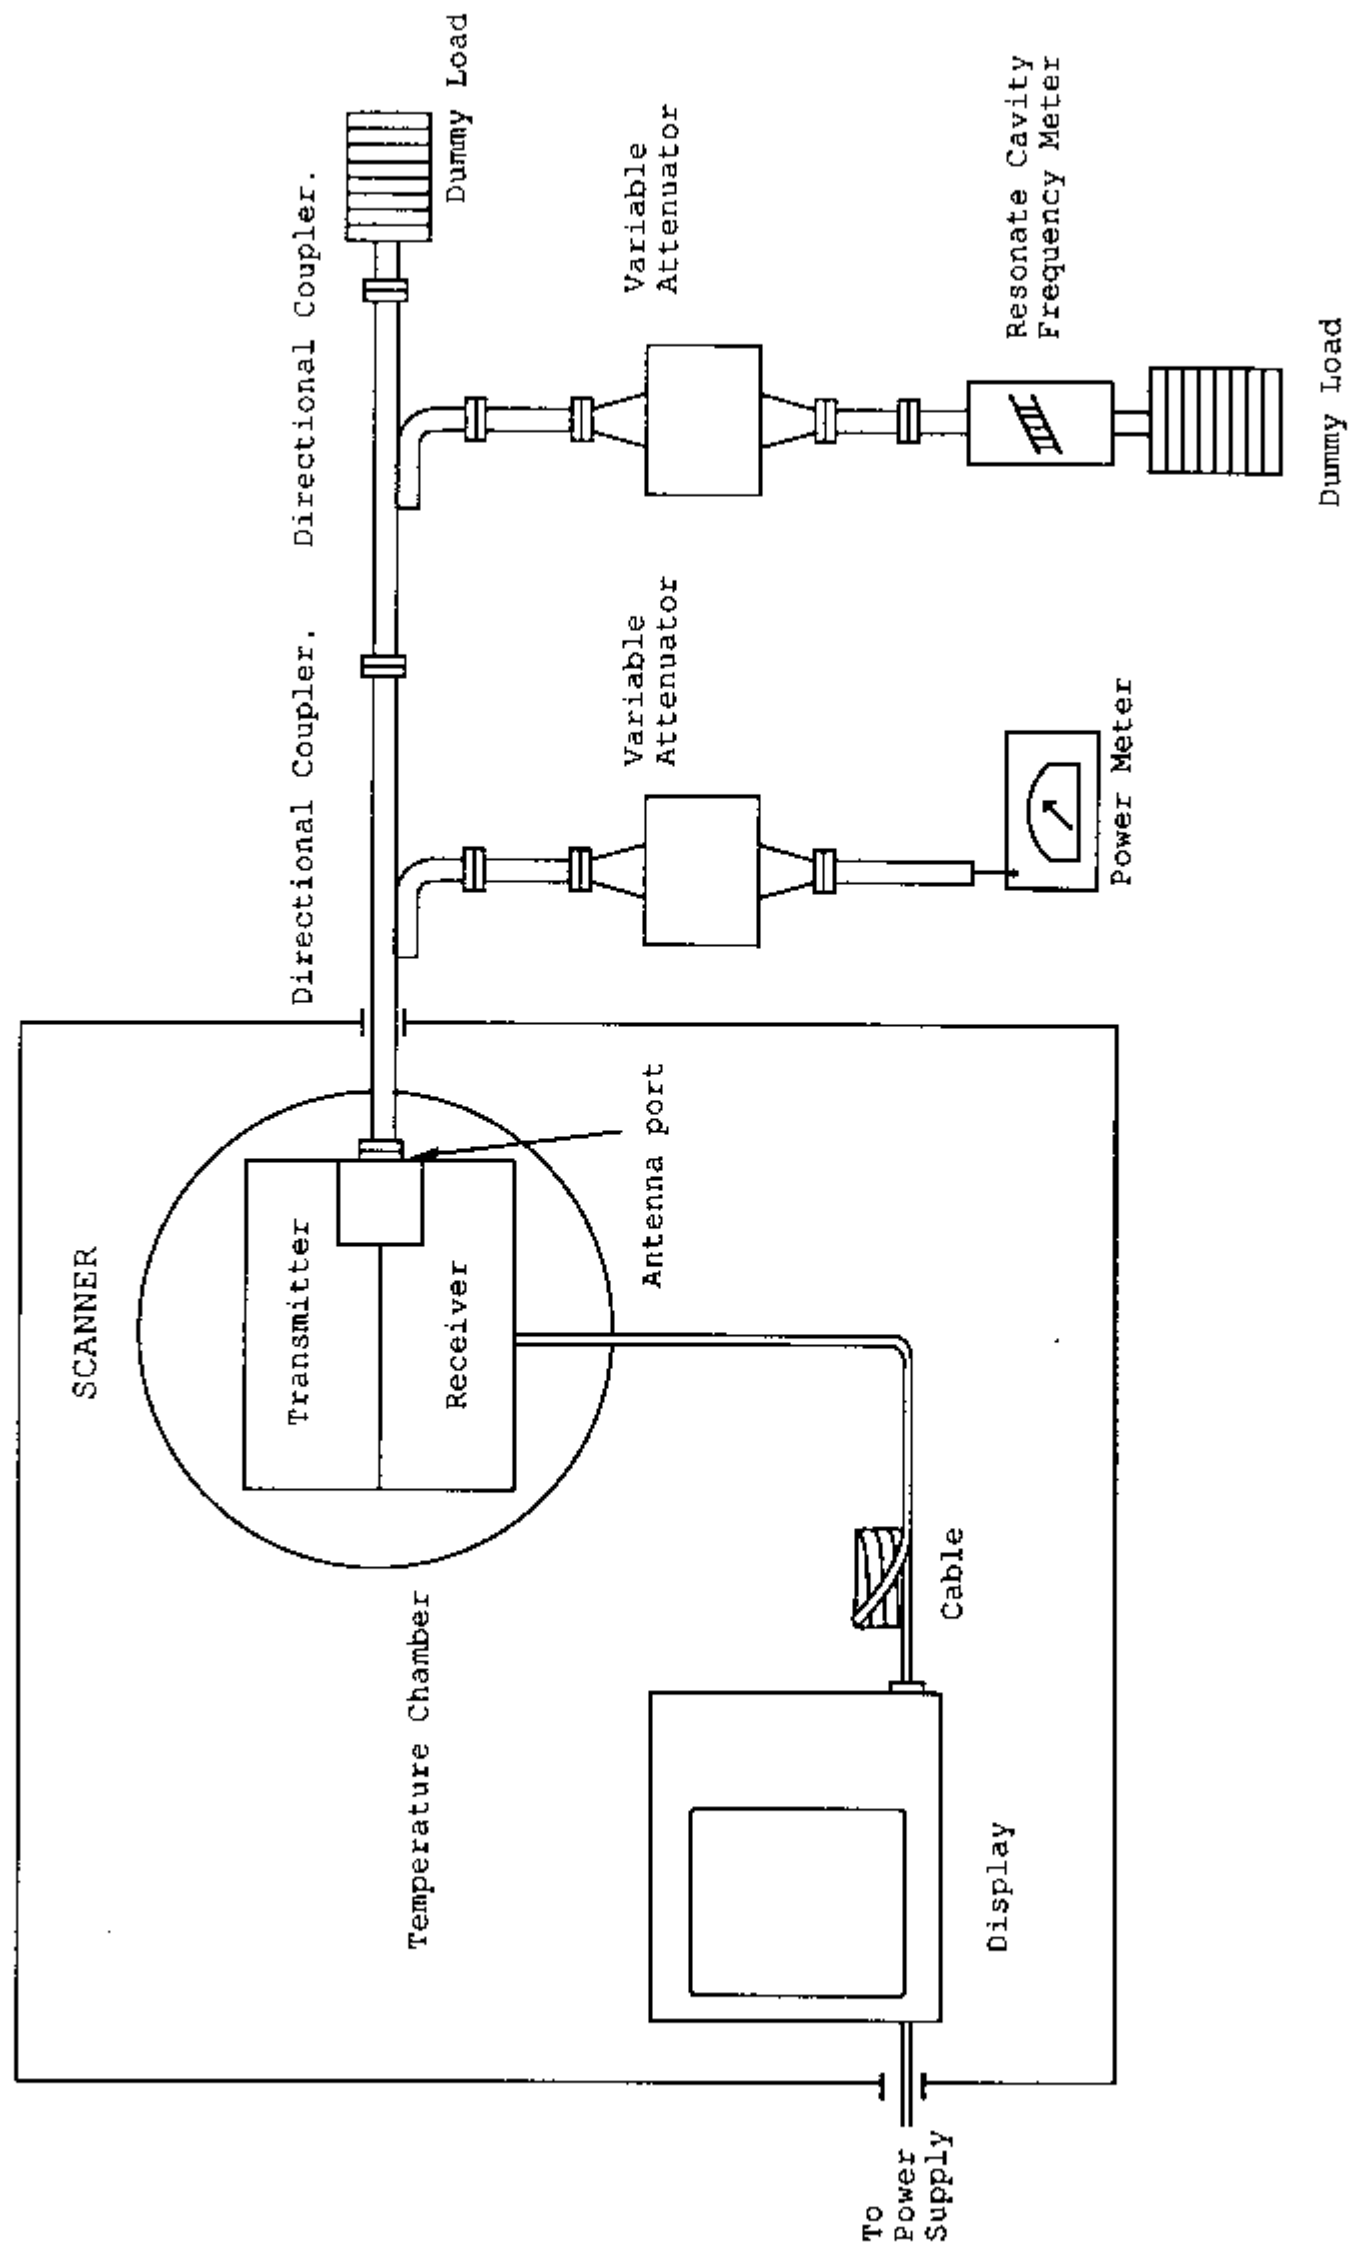 SCANNER
Transmitter
Receiver
Antenna port
Temperature Chamber
Display
Cable
To
Power
Supply
Directional Coupler.
Directional Coupler.
Dummy Load
Variable
Attenuator
Variable
Attenuator
Power Meter
Resonate Cavity
Frequency Meter
Dummy Load